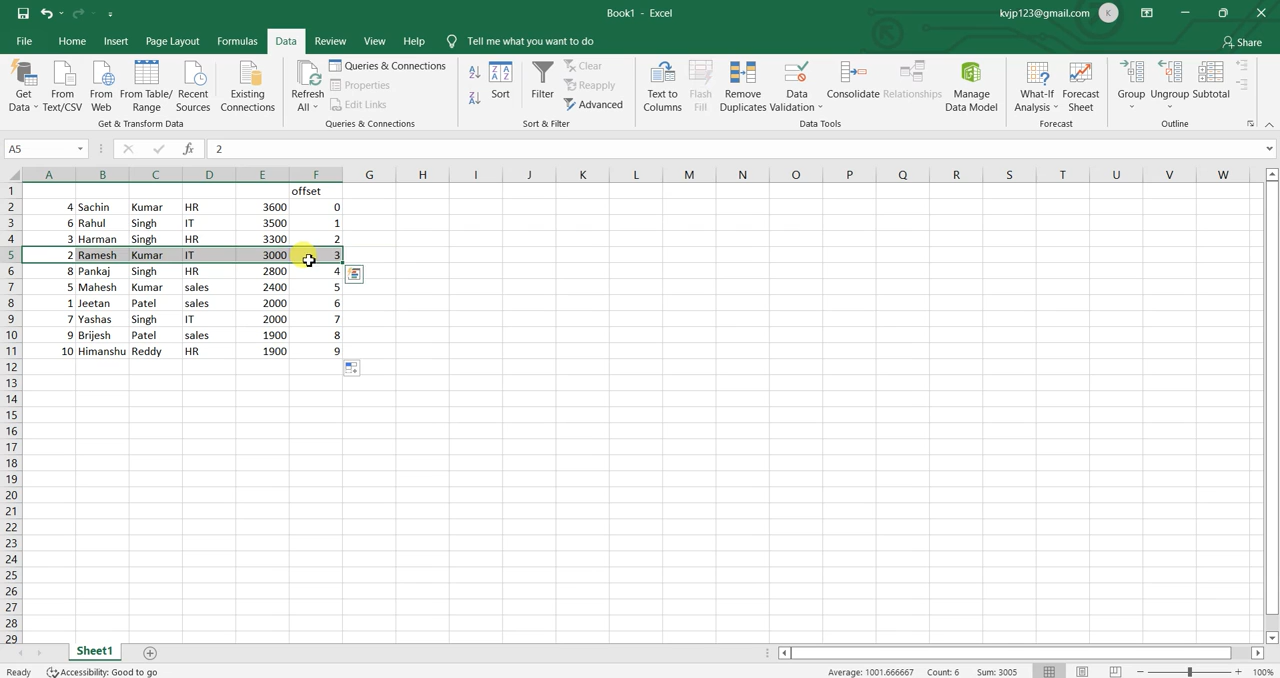 Book1 - Excel
kvjp123@gmail.com K
File Home Insert Page Layout Formulas Data Review View Help Tell me what you want to do Share
Get Data From Text/CSV From Web From Table/ Range Recent Sources Existing Connections
Get & Transform Data
Refresh All Queries & Connections Properties Edit Links
Queries & Connections
Sort Filter Clear Reapply Advanced
Sort & Filter
Text to Columns Flash Fill Remove Duplicates Data Validation Consolidate Relationships Manage Data Model
Data Tools
What-If Analysis Forecast Sheet
Forecast
Group Ungroup Subtotal
Outline
A5 fx 2
A B C D E F G H I J K L M N O P Q R S T U V W
1 offset
2 4 Sachin Kumar HR 3600 0
3 6 Rahul Singh IT 3500 1
4 3 Harman Singh HR 3300 2
5 2 Ramesh Kumar IT 3000 3
6 8 Pankaj Singh HR 2800 4
7 5 Mahesh Kumar sales 2400 5
8 1 Jeetan Patel sales 2000 6
9 7 Yashas Singh IT 2000 7
10 9 Brijesh Patel sales 1900 8
11 10 Himanshu Reddy HR 1900 9
12
13
14
15
16
17
18
19
20
21
22
23
24
25
26
27
28
29
Sheet1
Ready Accessibility: Good to go Average: 1001.666667 Count: 6 Sum: 3005 100%